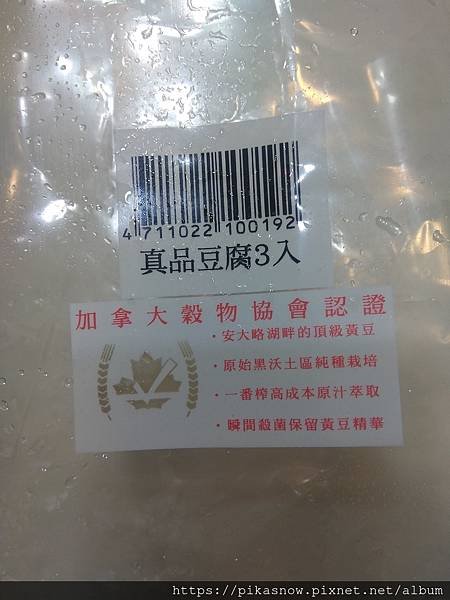 4 711022 100192
真品豆腐3入
加拿大穀物協會認證
・安大略湖畔的頂級黃豆
・原始黑沃土區純種栽培
・一番榨高成本原汁萃取
・瞬間殺菌保留黃豆精華
https://pikasnow.pixnet.net/album